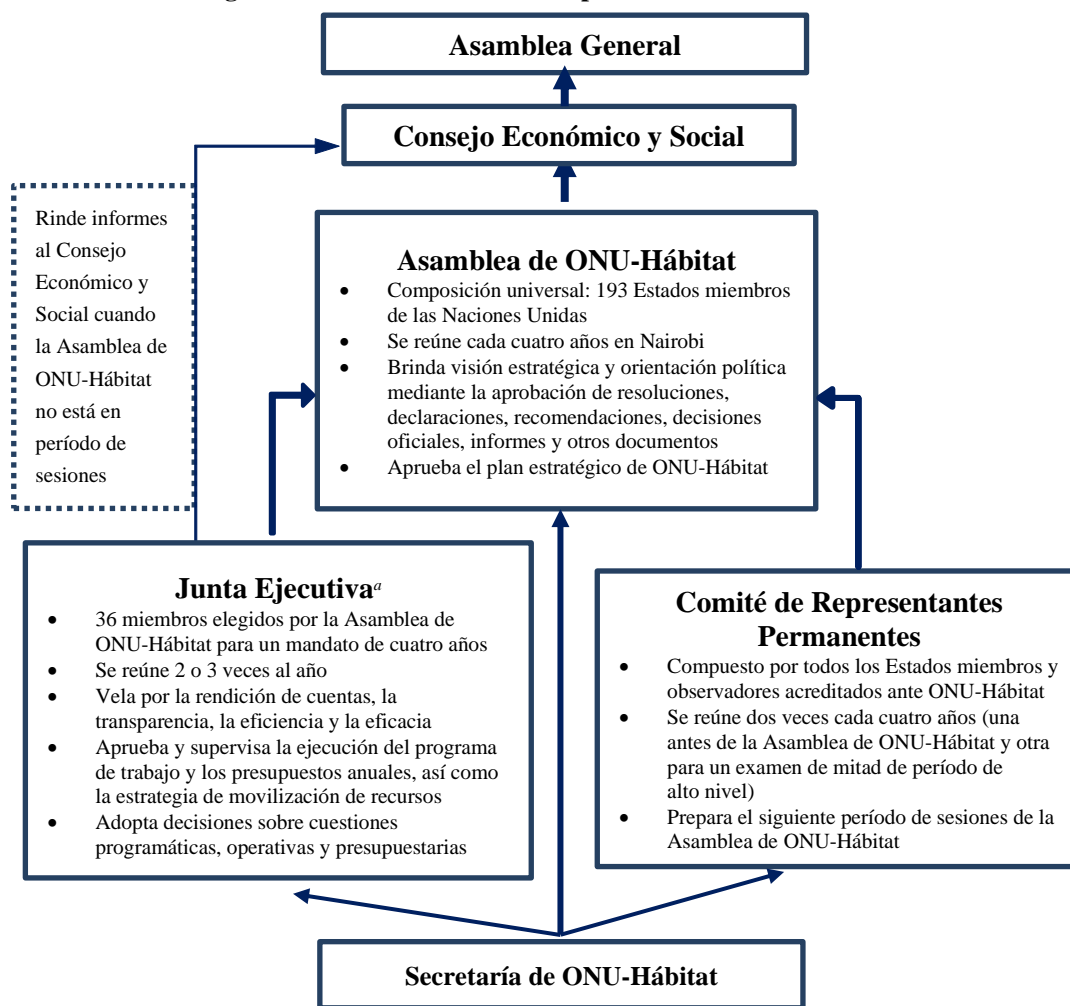 Asamblea General
Consejo Económico y Social
Rinde informes
al Consejo
Económico y
Social cuando
la Asamblea de
ONU-Hábitat
no está en
período de
sesiones
Asamblea de ONU-Hábitat
• Composición universal: 193 Estados miembros
de las Naciones Unidas
• Se reúne cada cuatro años en Nairobi
• Brinda visión estratégica y orientación política
mediante la aprobación de resoluciones,
declaraciones, recomendaciones, decisiones
oficiales, informes y otros documentos
• Aprueba el plan estratégico de ONU-Hábitat
Junta Ejecutivaª
• 36 miembros elegidos por la Asamblea de
ONU-Hábitat para un mandato de cuatro años
• Se reúne 2 o 3 veces al año
• Vela por la rendición de cuentas, la
transparencia, la eficiencia y la eficacia
• Aprueba y supervisa la ejecución del programa
de trabajo y los presupuestos anuales, así como
la estrategia de movilización de recursos
• Adopta decisiones sobre cuestiones
programáticas, operativas y presupuestarias
Comité de Representantes
Permanentes
• Compuesto por todos los Estados miembros y
observadores acreditados ante ONU-Hábitat
• Se reúne dos veces cada cuatro años (una
antes de la Asamblea de ONU-Hábitat y otra
para un examen de mitad de período de
alto nivel)
• Prepara el siguiente período de sesiones de la
Asamblea de ONU-Hábitat
Secretaría de ONU-Hábitat